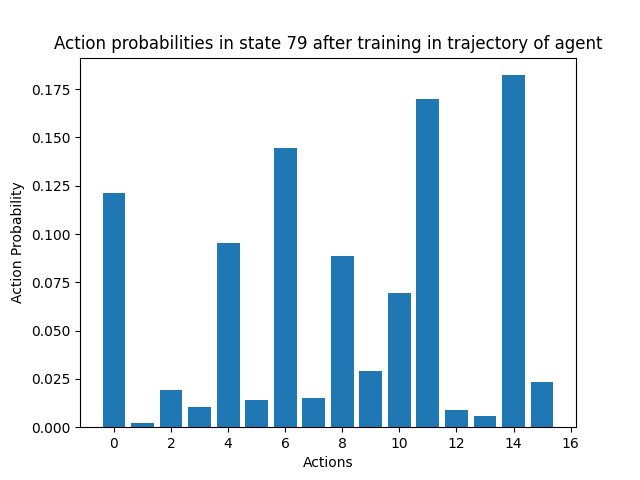 Action probabilities in state 79 after training in trajectory of agent
0.175
0.150
0.125
0.100
0.075
0.050
0.025
0.000
Action Probability
0 2 4 6 8 10 12 14 16
Actions